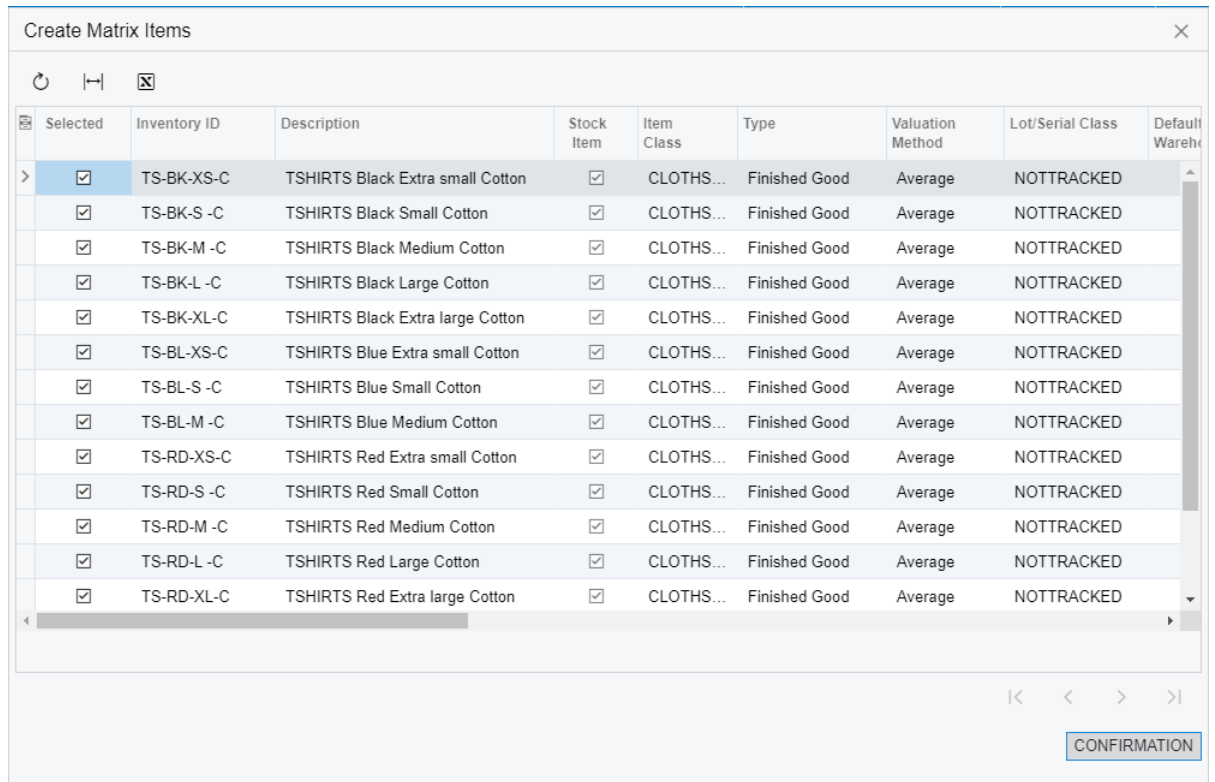 Create Matrix Items
Selected Inventory ID Description Stock Item Item Class Type Valuation Method Lot/Serial Class Default Wareho
TS-BK-XS-C TSHIRTS Black Extra small Cotton CLOTHS... Finished Good Average NOTTRACKED
TS-BK-S -C TSHIRTS Black Small Cotton CLOTHS... Finished Good Average NOTTRACKED
TS-BK-M -C TSHIRTS Black Medium Cotton CLOTHS... Finished Good Average NOTTRACKED
TS-BK-L -C TSHIRTS Black Large Cotton CLOTHS... Finished Good Average NOTTRACKED
TS-BK-XL-C TSHIRTS Black Extra large Cotton CLOTHS... Finished Good Average NOTTRACKED
TS-BL-XS-C TSHIRTS Blue Extra small Cotton CLOTHS... Finished Good Average NOTTRACKED
TS-BL-S -C TSHIRTS Blue Small Cotton CLOTHS... Finished Good Average NOTTRACKED
TS-BL-M -C TSHIRTS Blue Medium Cotton CLOTHS... Finished Good Average NOTTRACKED
TS-RD-XS-C TSHIRTS Red Extra small Cotton CLOTHS... Finished Good Average NOTTRACKED
TS-RD-S -C TSHIRTS Red Small Cotton CLOTHS... Finished Good Average NOTTRACKED
TS-RD-M -C TSHIRTS Red Medium Cotton CLOTHS... Finished Good Average NOTTRACKED
TS-RD-L -C TSHIRTS Red Large Cotton CLOTHS... Finished Good Average NOTTRACKED
TS-RD-XL-C TSHIRTS Red Extra large Cotton CLOTHS... Finished Good Average NOTTRACKED
CONFIRMATION